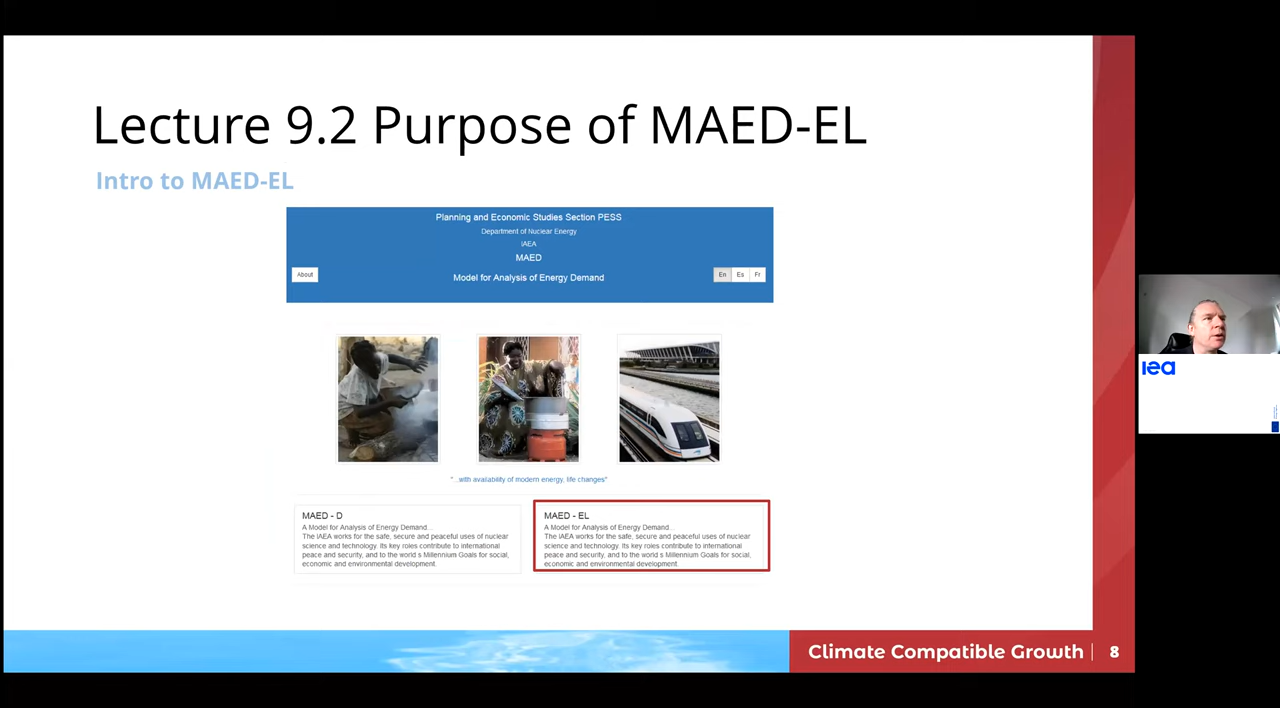 Lecture 9.2 Purpose of MAED-EL
Intro to MAED-EL
Planning and Economic Studies Section PESS
Department of Nuclear Energy
IAEA
MAED
Model for Analysis of Energy Demand
About
En Es Fr
"...with availability of modern energy, life changes"
MAED - D
A Model for Analysis of Energy Demand...
The IAEA works for the safe, secure and peaceful uses of nuclear
science and technology. Its key roles contribute to international
peace and security, and to the world s Millennium Goals for social,
economic and environmental development.
MAED - EL
A Model for Analysis of Energy Demand...
The IAEA works for the safe, secure and peaceful uses of nuclear
science and technology. Its key roles contribute to international
peace and security, and to the world s Millennium Goals for social,
economic and environmental development.
iea
Climate Compatible Growth | 8